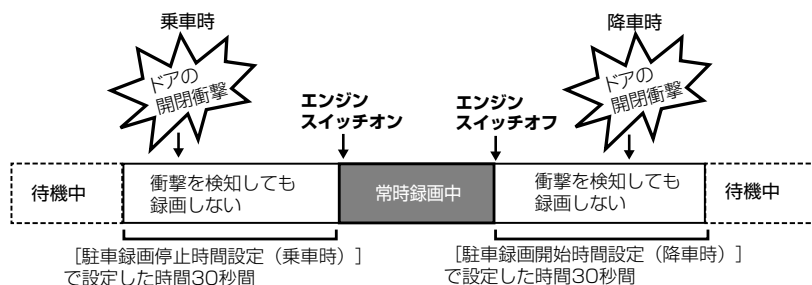 乗車時
降車時
ドアの
開閉衝撃
ドアの
開閉衝撃
エンジン
スイッチオン
エンジン
スイッチオフ
待機中
衝撃を検知しても
録画しない
常時録画中
衝撃を検知しても
録画しない
待機中
［駐車録画停止時間設定（乗車時）］
で設定した時間30秒間
［駐車録画開始時間設定（降車時）］
で設定した時間30秒間